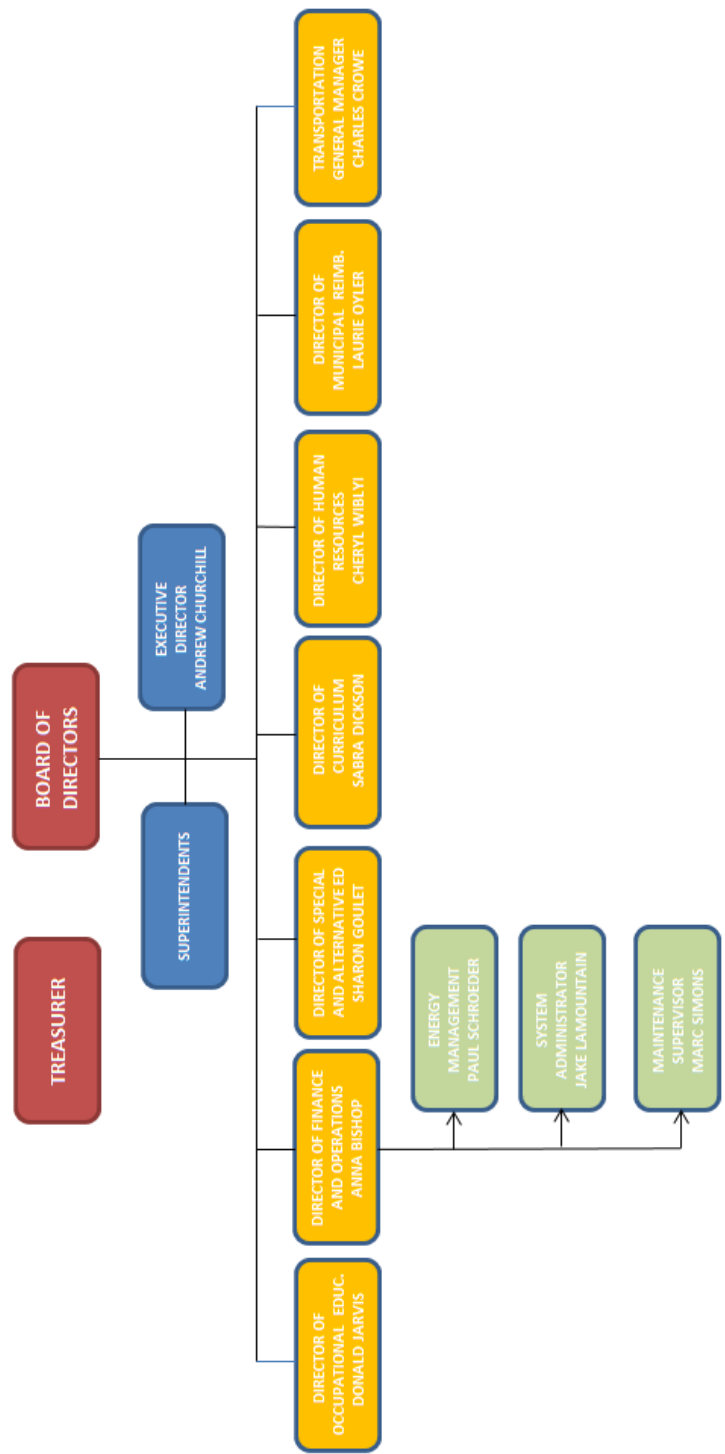 TREASURER
BOARD OF
DIRECTORS
SUPERINTENDENTS
EXECUTIVE
DIRECTOR
ANDREW CHURCHILL
DIRECTOR OF
OCCUPATIONAL EDUC.
DONALD JARVIS
DIRECTOR OF FINANCE
AND OPERATIONS
ANNA BISHOP
DIRECTOR OF SPECIAL
AND ALTERNATIVE ED
SHARON GOULET
DIRECTOR OF
CURRICULUM
SABRA DICKSON
DIRECTOR OF HUMAN
RESOURCES
CHERYL WIBLYI
DIRECTOR OF
MUNICIPAL REIMB.
LAURIE OYLER
TRANSPORTATION
GENERAL MANAGER
CHARLES CROWE
ENERGY
MANAGEMENT
PAUL SCHROEDER
SYSTEM
ADMINISTRATOR
JAKE LAMOUNTAIN
MAINTENANCE
SUPERVISOR
MARC SIMONS